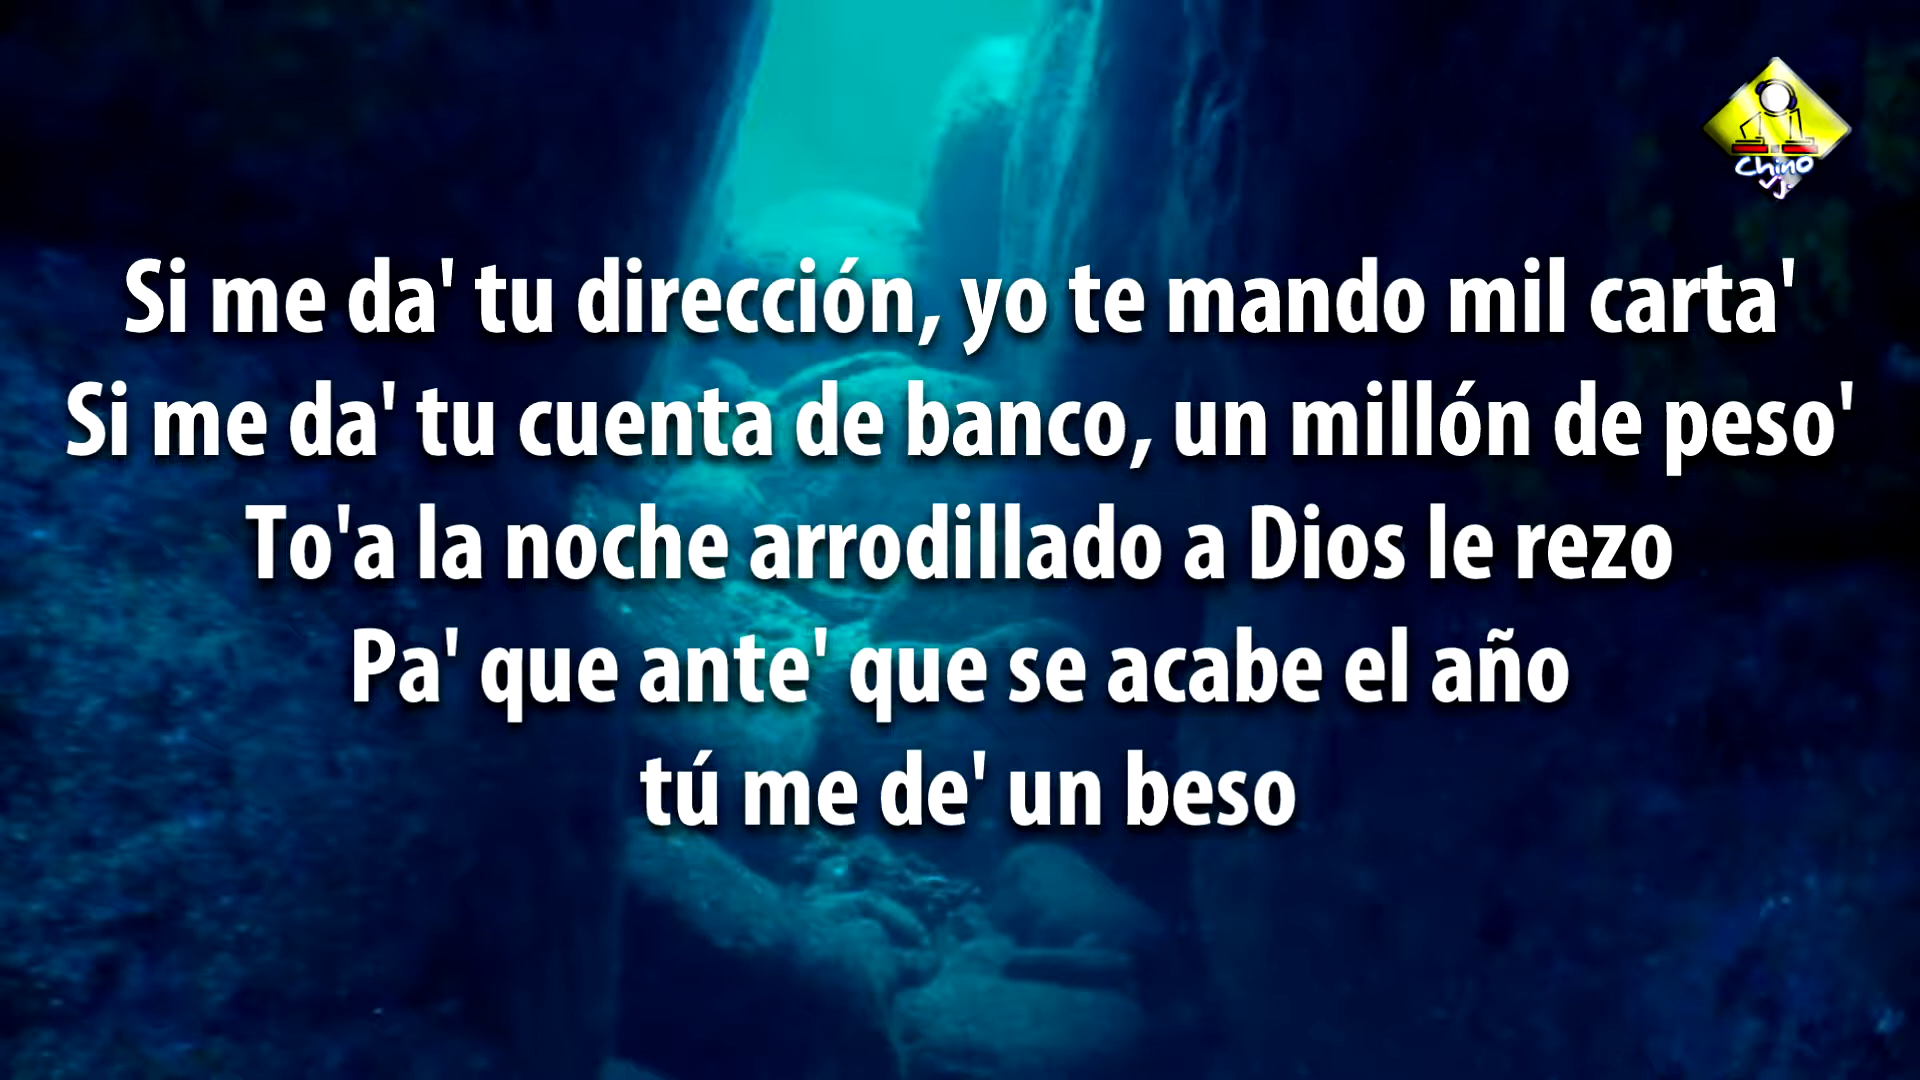 Chino
vj.
Si me da' tu dirección, yo te mando mil carta'
Si me da' tu cuenta de banco, un millón de peso'
To'a la noche arrodillado a Dios le rezo
Pa' que ante' que se acabe el año
tú me de' un beso